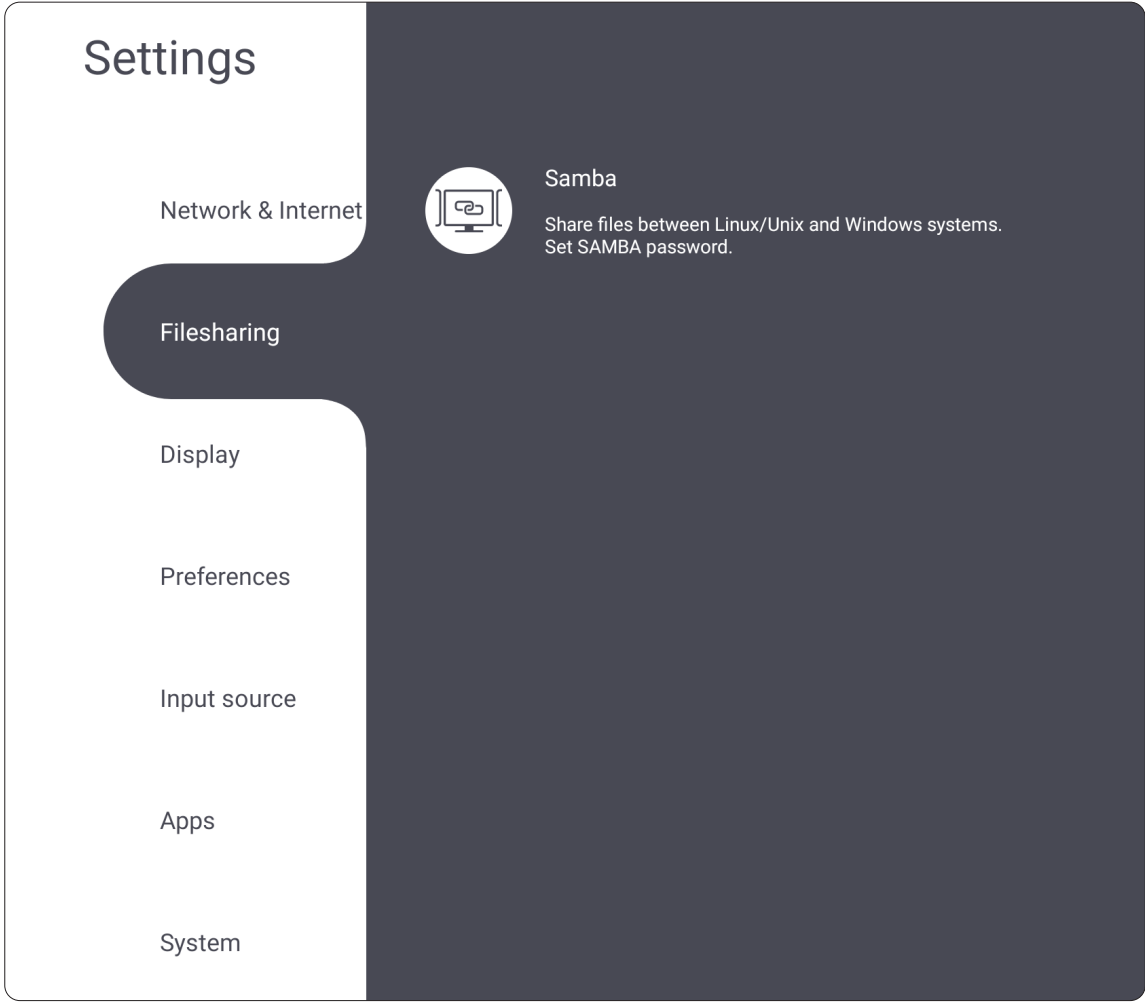 Settings
Network & Internet
Filesharing
Display
Preferences
Input source
Apps
System
Samba
Share files between Linux/Unix and Windows systems.
Set SAMBA password.